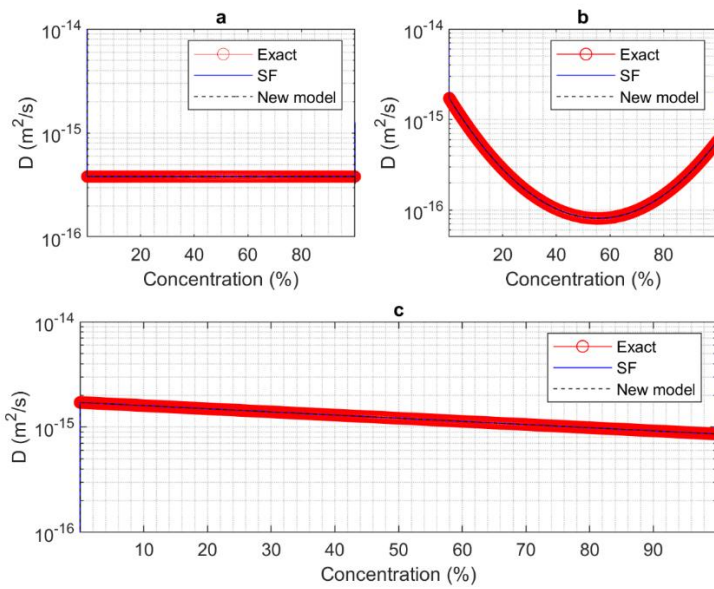 a
10^-14
10^-15
10^-16
D (m^2/s)
Exact
SF
New model
20 40 60 80
Concentration (%)
b
10^-14
10^-15
10^-16
D (m^2/s)
Exact
SF
New model
20 40 60 80
Concentration (%)
c
10^-14
10^-15
10^-16
D (m^2/s)
Exact
SF
New model
10 20 30 40 50 60 70 80 90
Concentration (%)